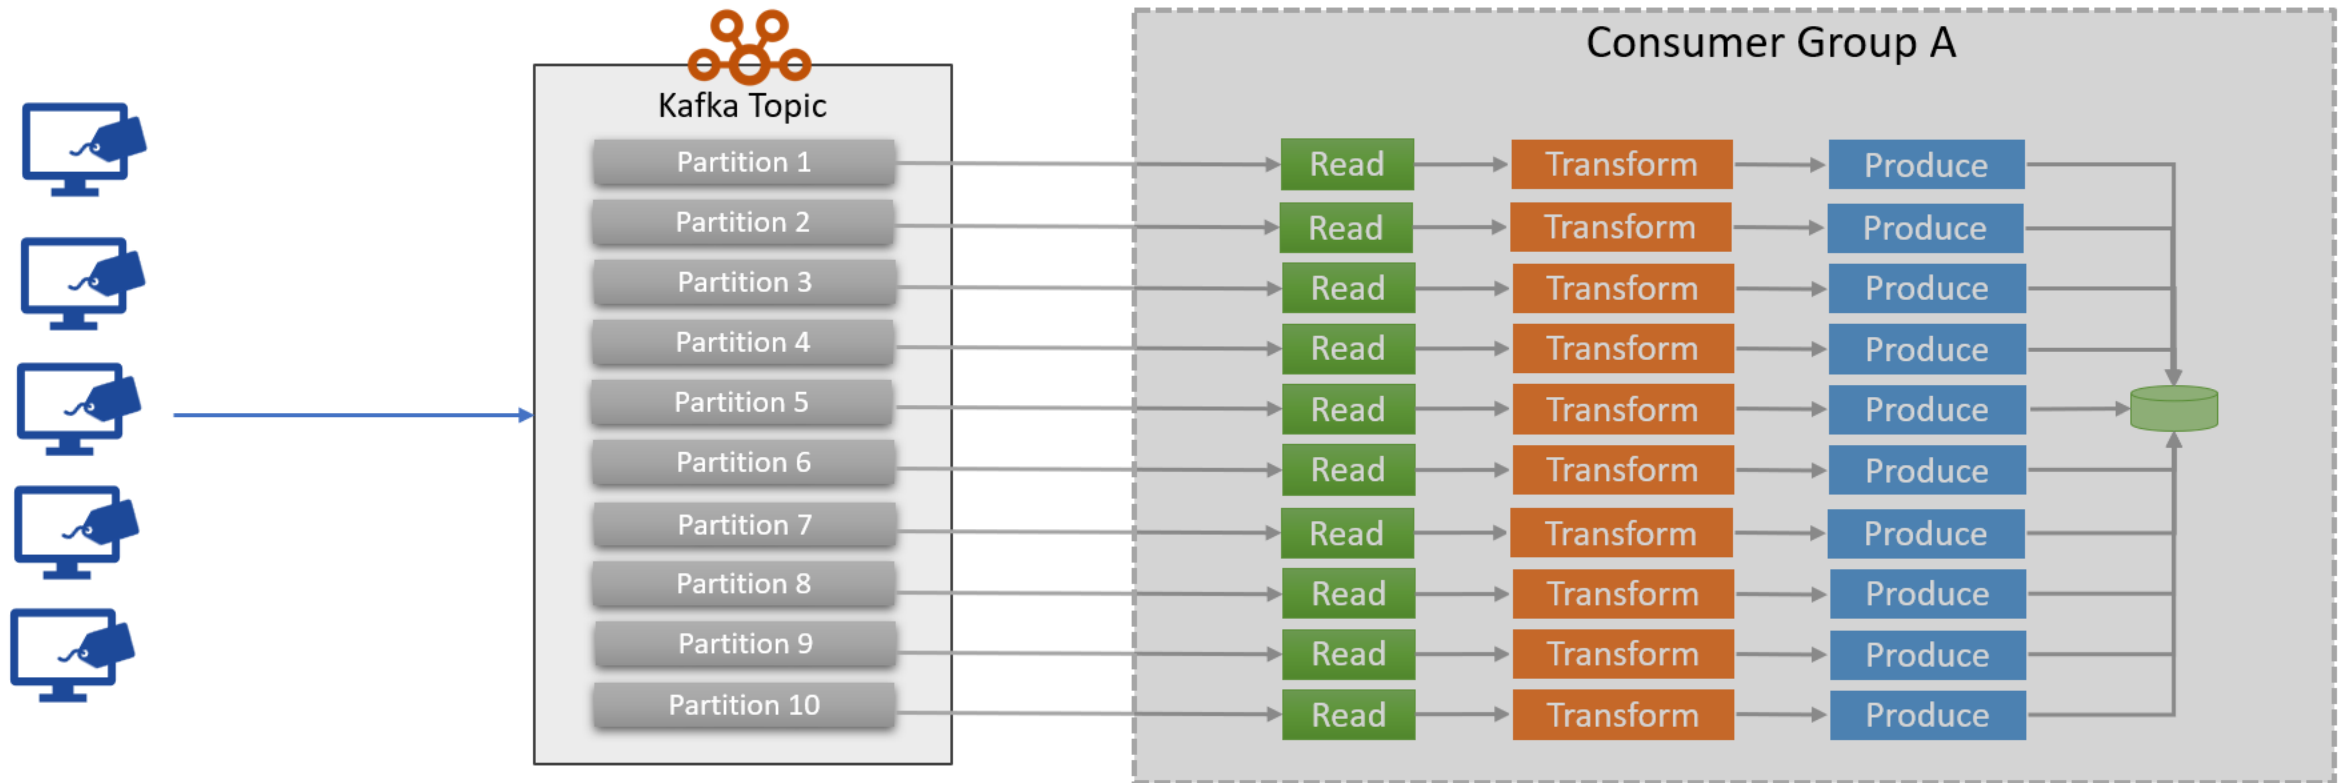 Consumer Group A
Kafka Topic
Partition 1 Read Transform Produce
Partition 2 Read Transform Produce
Partition 3 Read Transform Produce
Partition 4 Read Transform Produce
Partition 5 Read Transform Produce
Partition 6 Read Transform Produce
Partition 7 Read Transform Produce
Partition 8 Read Transform Produce
Partition 9 Read Transform Produce
Partition 10 Read Transform Produce